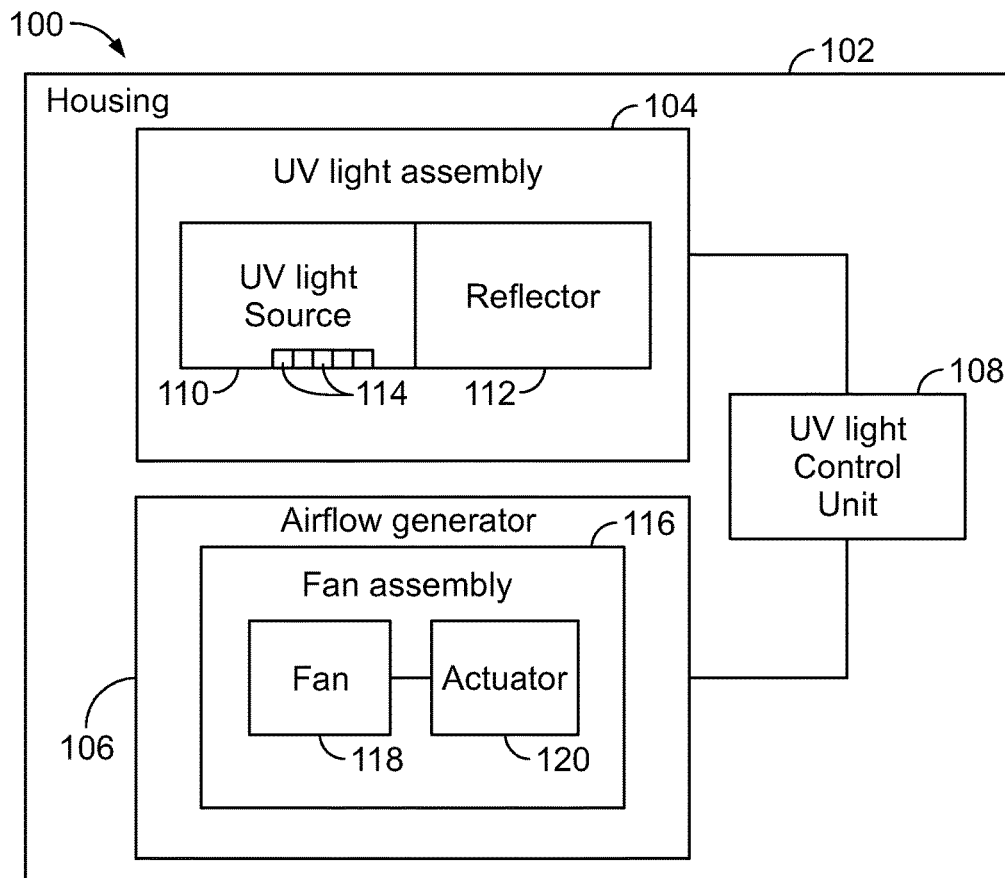 100
102
Housing
104
UV light assembly
UV light
Source
Reflector
110
114
112
108
UV light
Control
Unit
Airflow generator
116
Fan assembly
Fan
Actuator
106
118
120